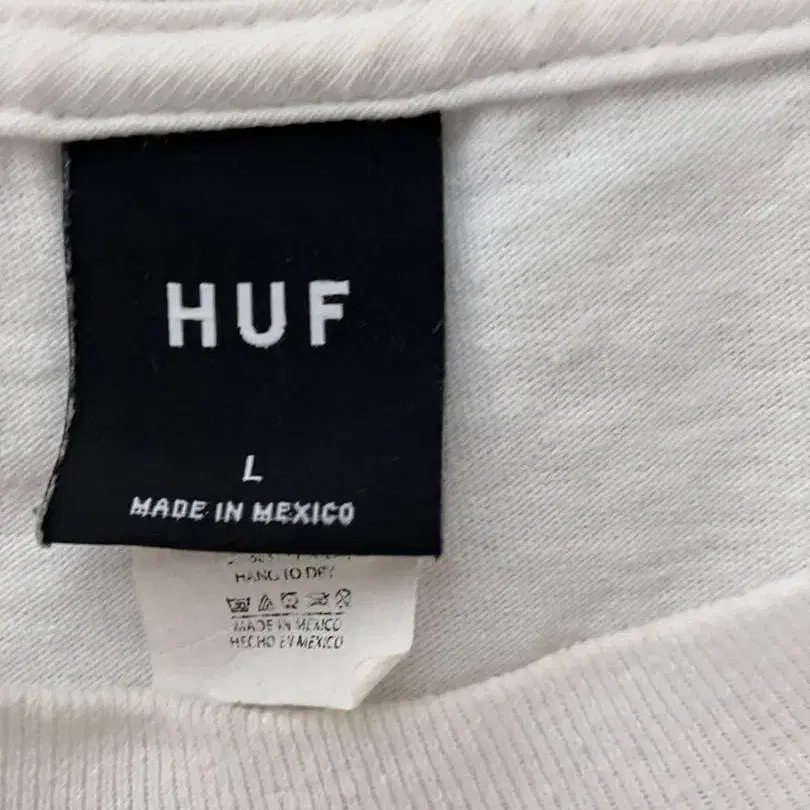 HUF
L
MADE IN MEXICO
HANG TO DRY
MADE IN MEXICO
HECHO EN MEXICO